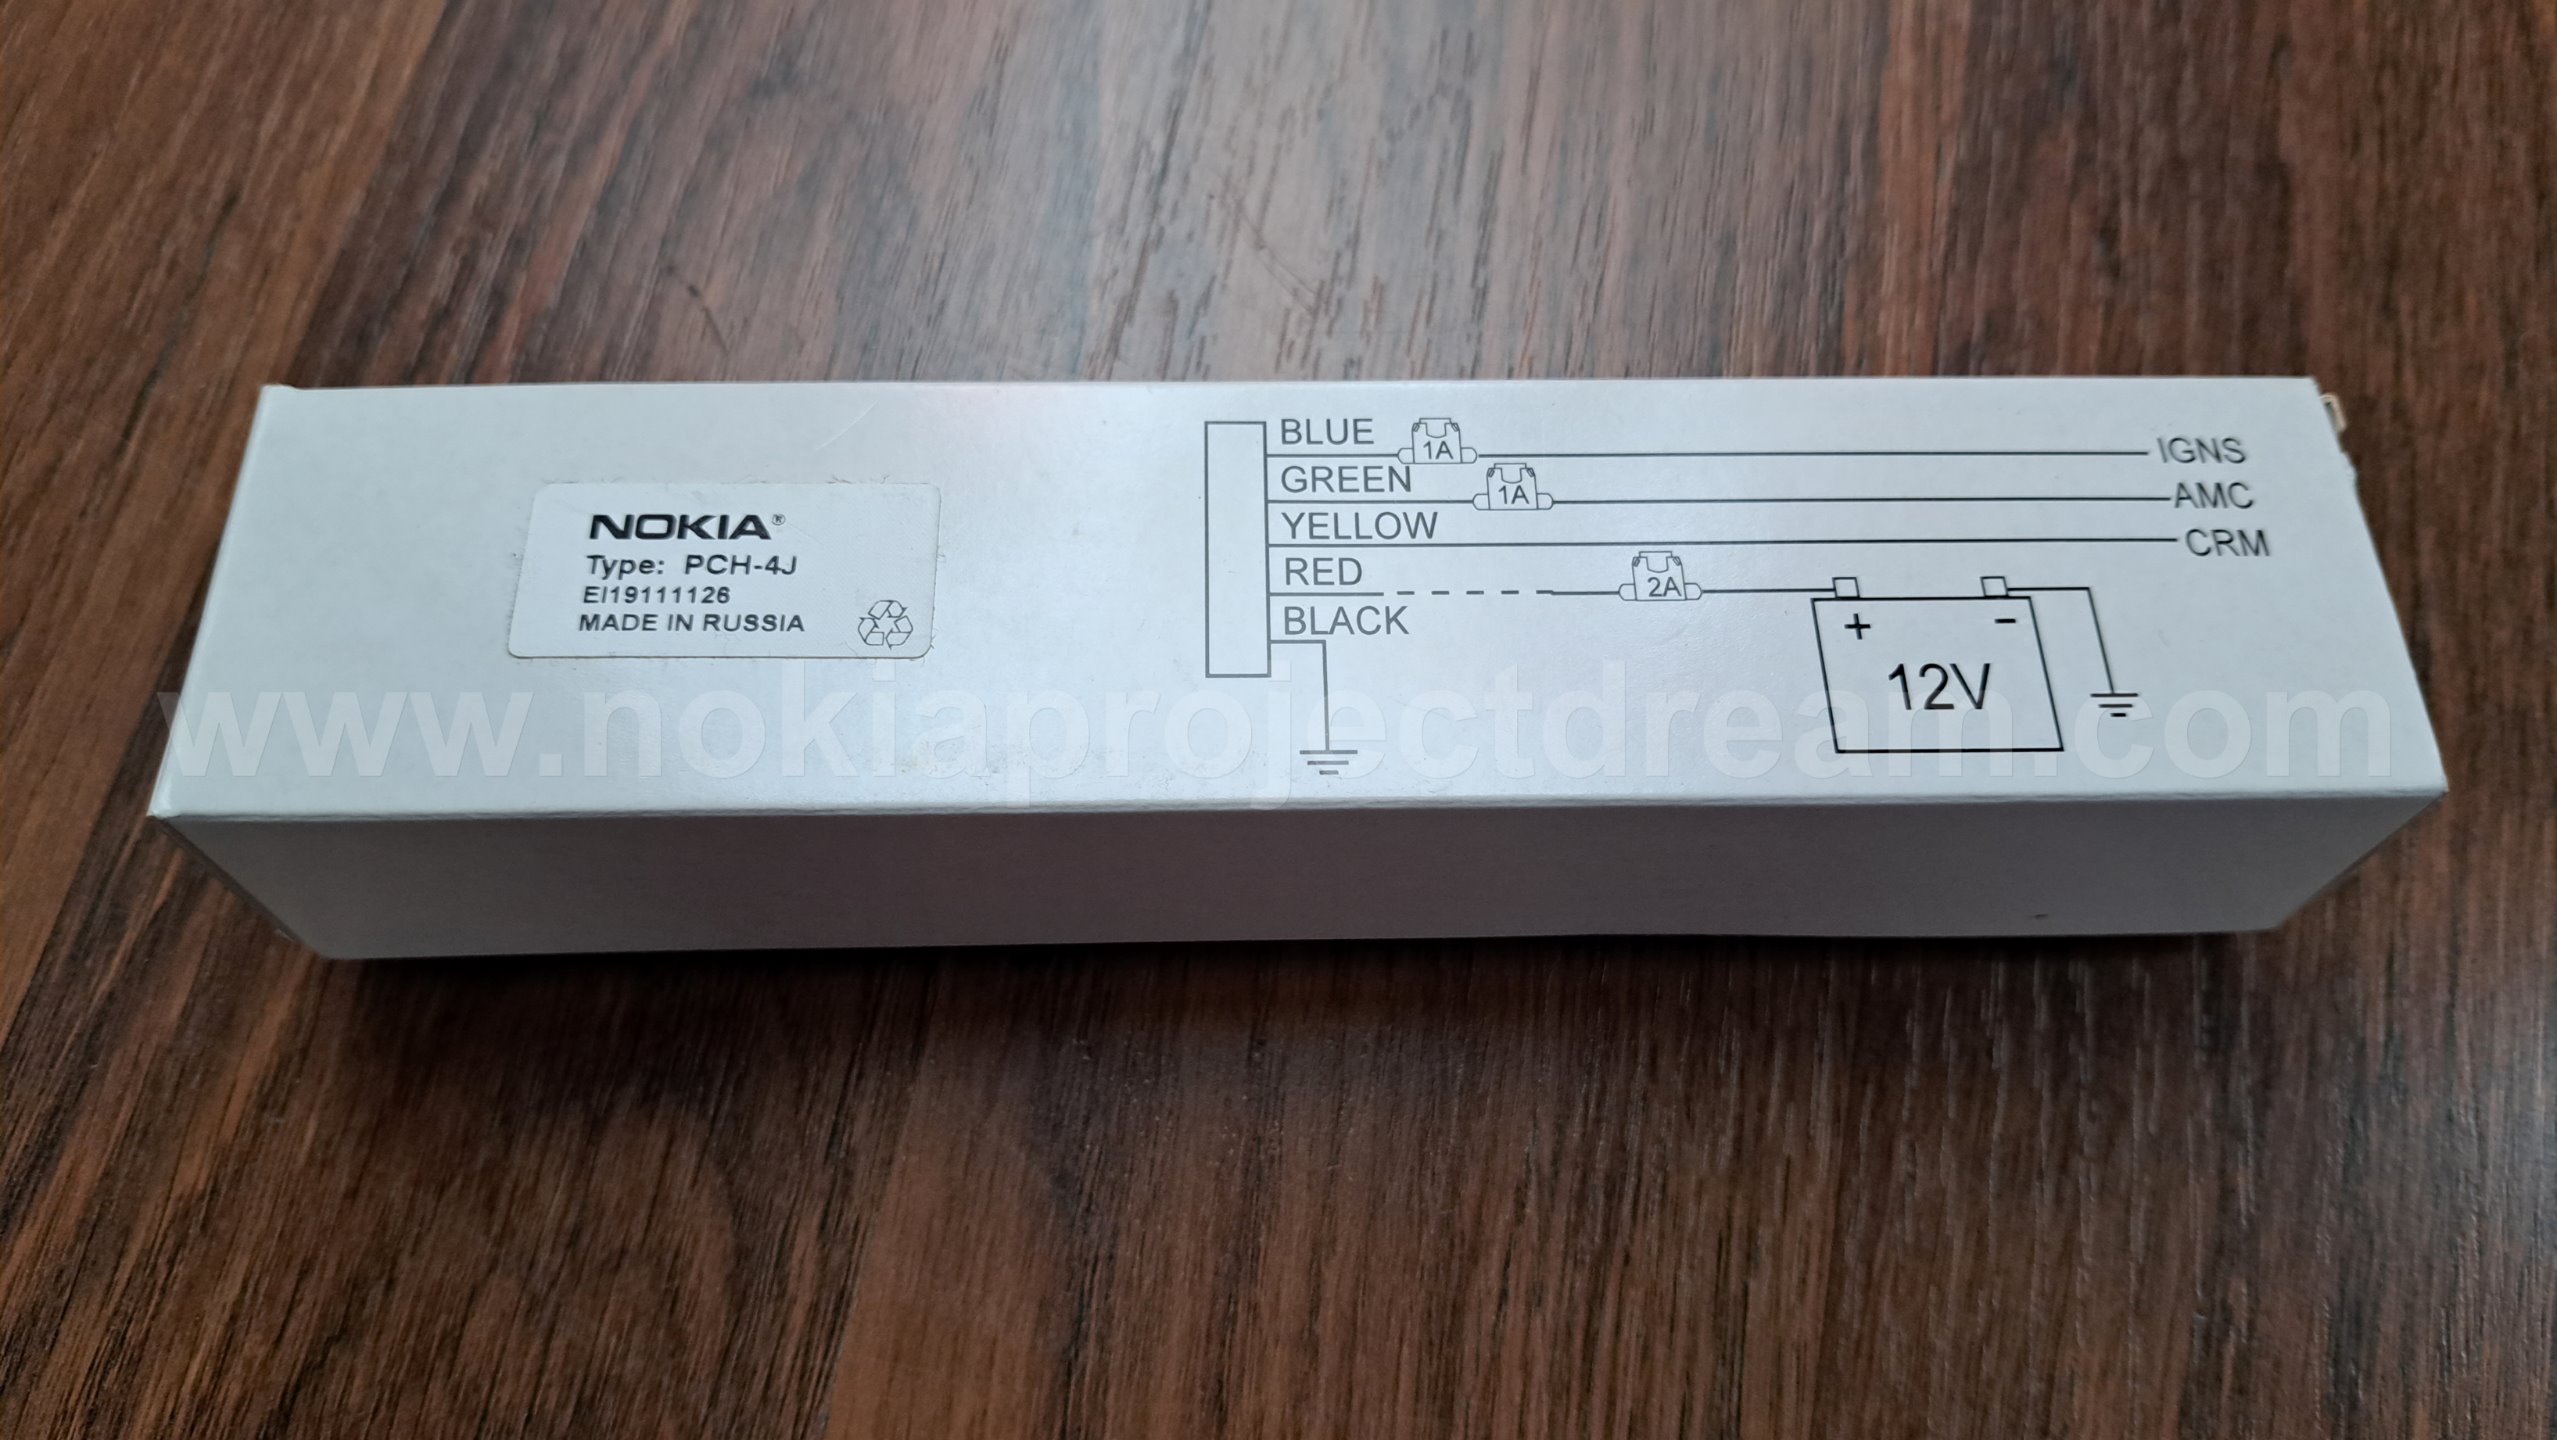 NOKIA®
Type: PCH-4J
EI19111126
MADE IN RUSSIA
BLUE
1A
IGNS
GREEN
1A
AMC
YELLOW
CRM
RED
2A
BLACK
+ -
12V
www.nokiaprojectdream.com